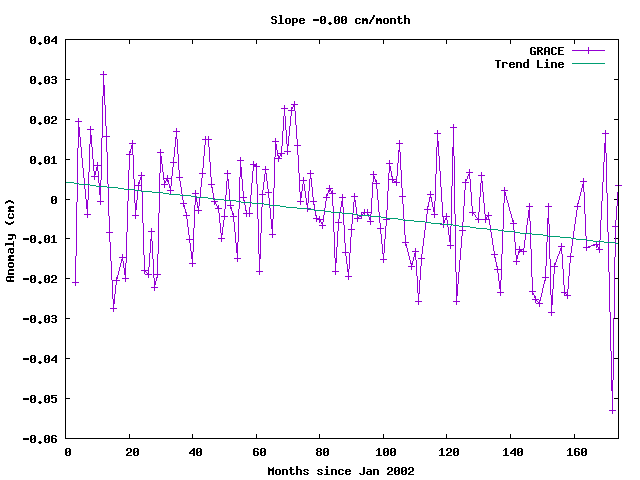 Slope -0.00 cm/month
0.04
0.03
0.02
0.01
0
-0.01
-0.02
-0.03
-0.04
-0.05
-0.06
Anomaly (cm)
GRACE
Trend Line
0 20 40 60 80 100 120 140 160
Months since Jan 2002